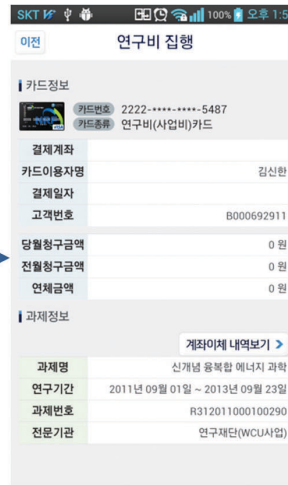 SKT 100% 오후 1:5
이전 연구비 집행
카드정보
카드번호 2222-****-****-5487
카드종류 연구비(사업비)카드
결제계좌
카드이용자명 김신한
결제일자
고객번호 B000692911
당월청구금액 0 원
전월청구금액 0 원
연체금액 0 원
과제정보
계좌이체 내역보기 >
과제명 신개념 융복합 에너지 과학
연구기간 2011년 09월 01일 ~ 2013년 09월 23일
과제번호 R312011000100290
전문기관 연구재단(WCU사업)